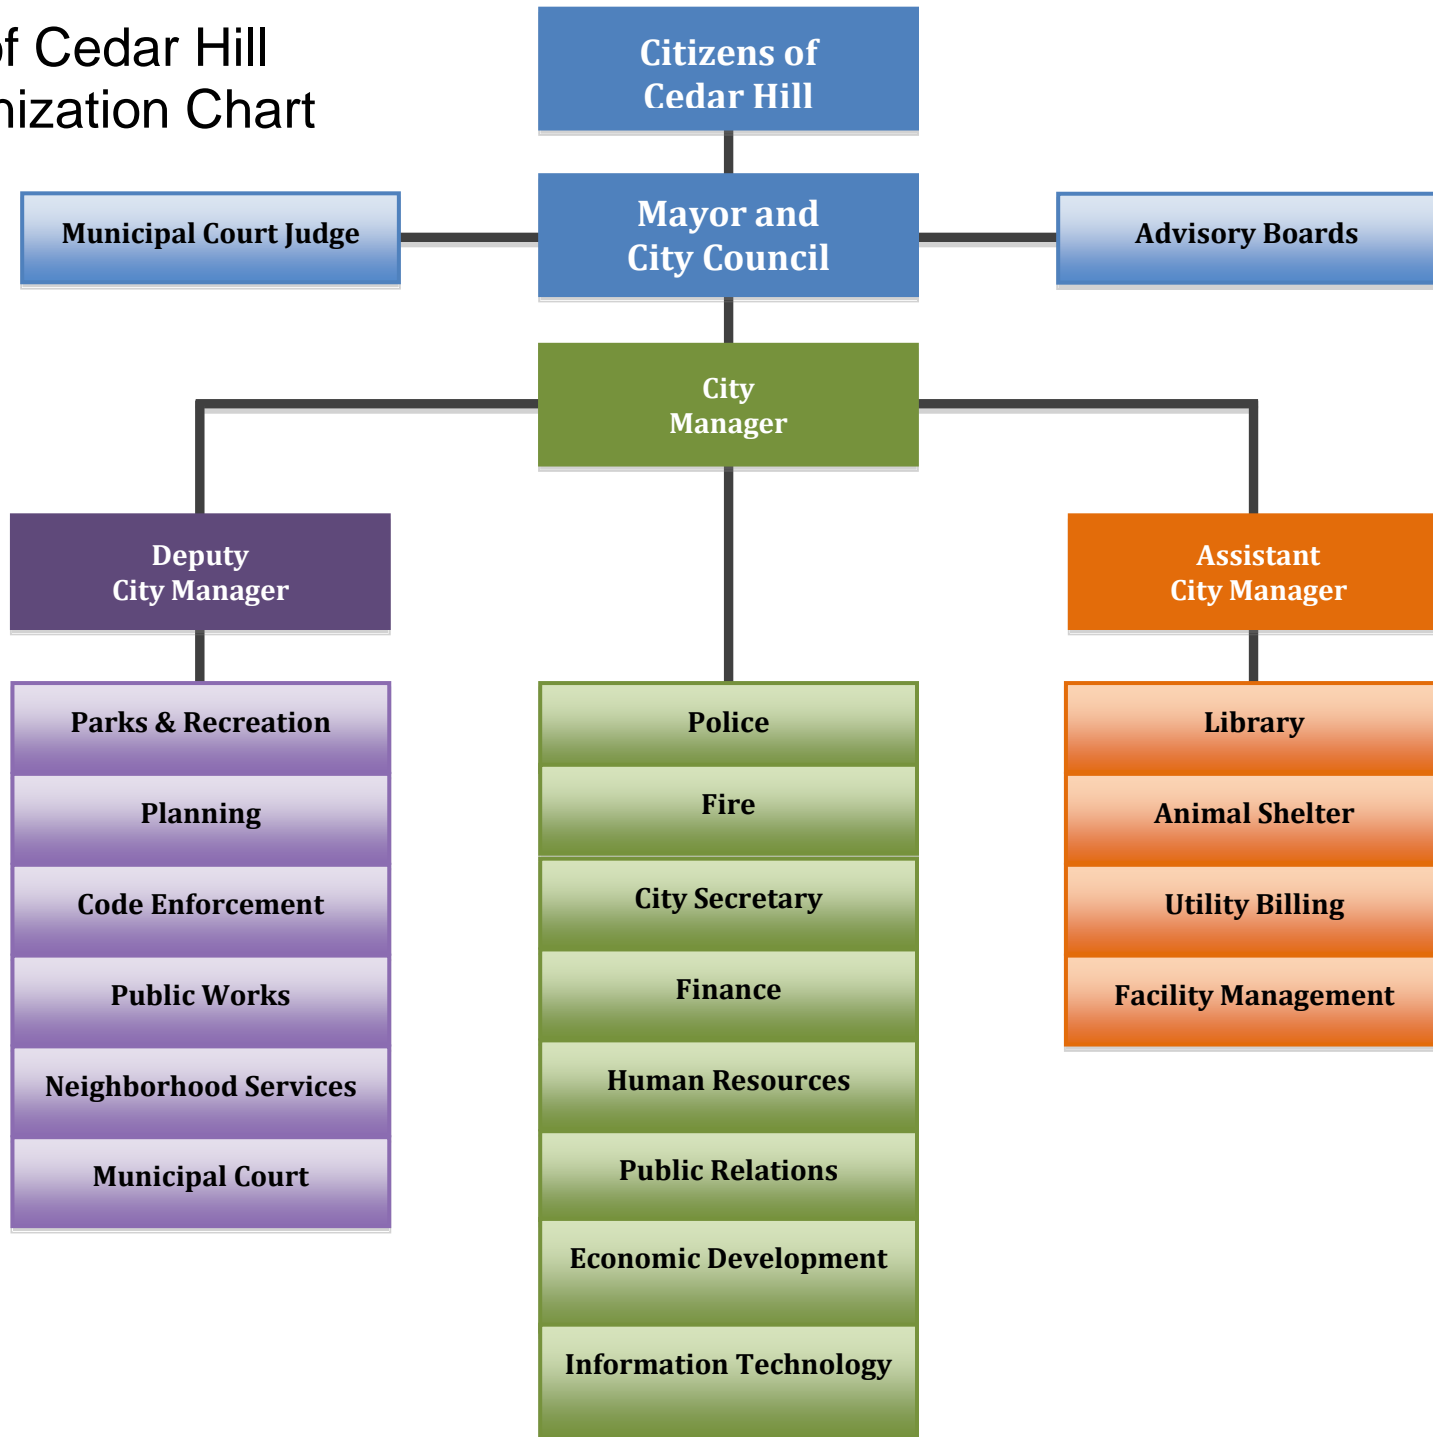 of Cedar Hill
nization Chart
Citizens of
Cedar Hill
Municipal Court Judge
Mayor and
City Council
Advisory Boards
City
Manager
Deputy
City Manager
Assistant
City Manager
Parks & Recreation
Planning
Code Enforcement
Public Works
Neighborhood Services
Municipal Court
Police
Fire
City Secretary
Finance
Human Resources
Public Relations
Economic Development
Information Technology
Library
Animal Shelter
Utility Billing
Facility Management